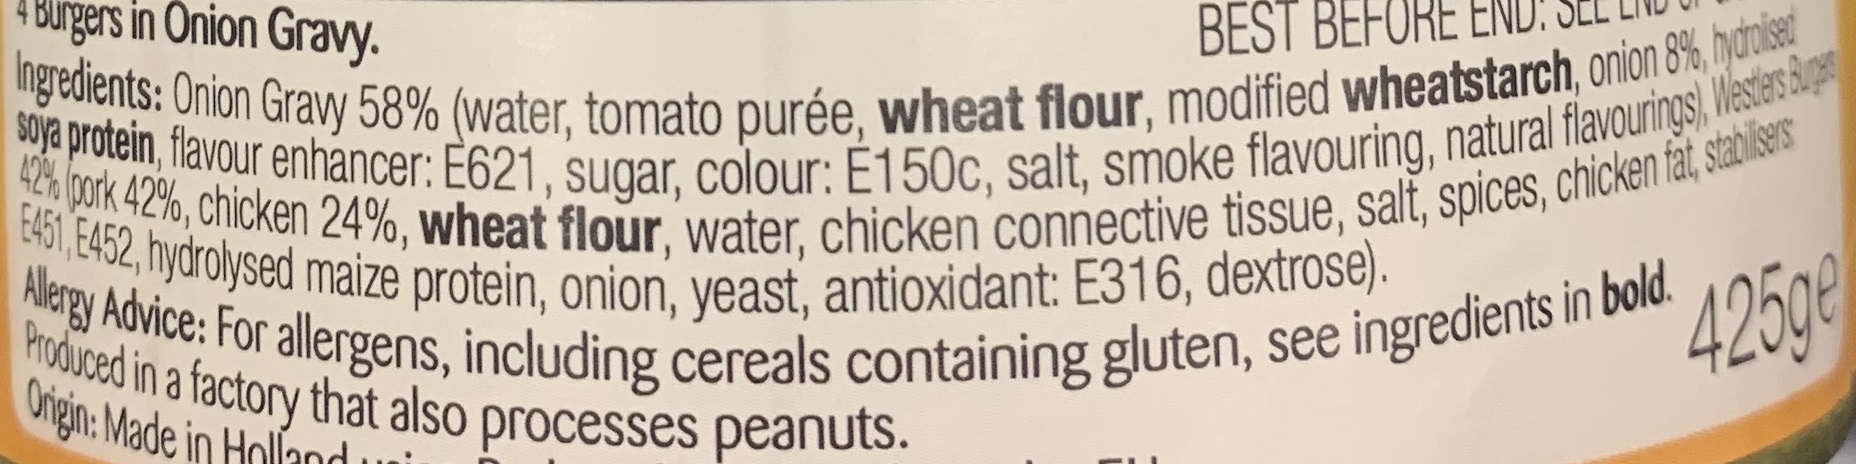 4 Burgers in Onion Gravy.
BEST BEFORE END: SEE END
Ingredients: Onion Gravy 58% (water, tomato purée, wheat flour, modified wheatstarch, onion 8%, hydrolised
soya protein, flavour enhancer: E621, sugar, colour: E150c, salt, smoke flavouring, natural flavourings), Westlers Burgers
42% (pork 42%, chicken 24%, wheat flour, water, chicken connective tissue, salt, spices, chicken fat, stabilisers:
E451, E452, hydrolysed maize protein, onion, yeast, antioxidant: E316, dextrose).
Allergy Advice: For allergens, including cereals containing gluten, see ingredients in bold.
425g e
Produced in a factory that also processes peanuts.
Origin: Made in Holland